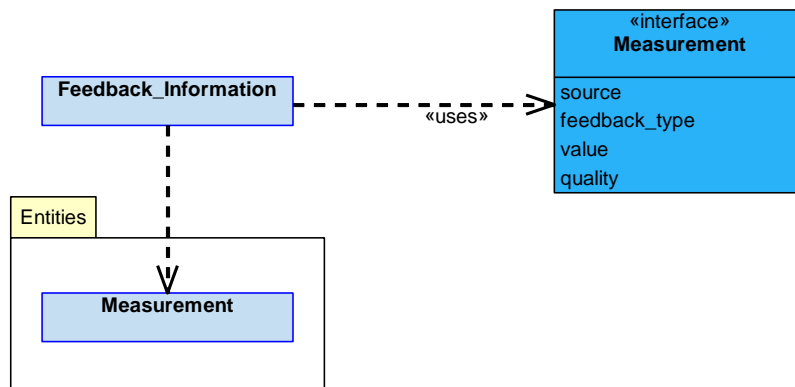 «interface»
Measurement
Feedback_Information
source
«uses»
feedback_type
value
quality
Entities
Measurement